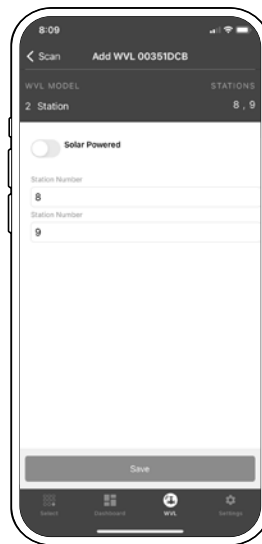 8:09
Scan Add WVL 00351DCB
WVL MODEL STATIONS
2 Station 8 , 9
Solar Powered
Station Number
8
Station Number
9
Save
Select Dashboard WVL Settings